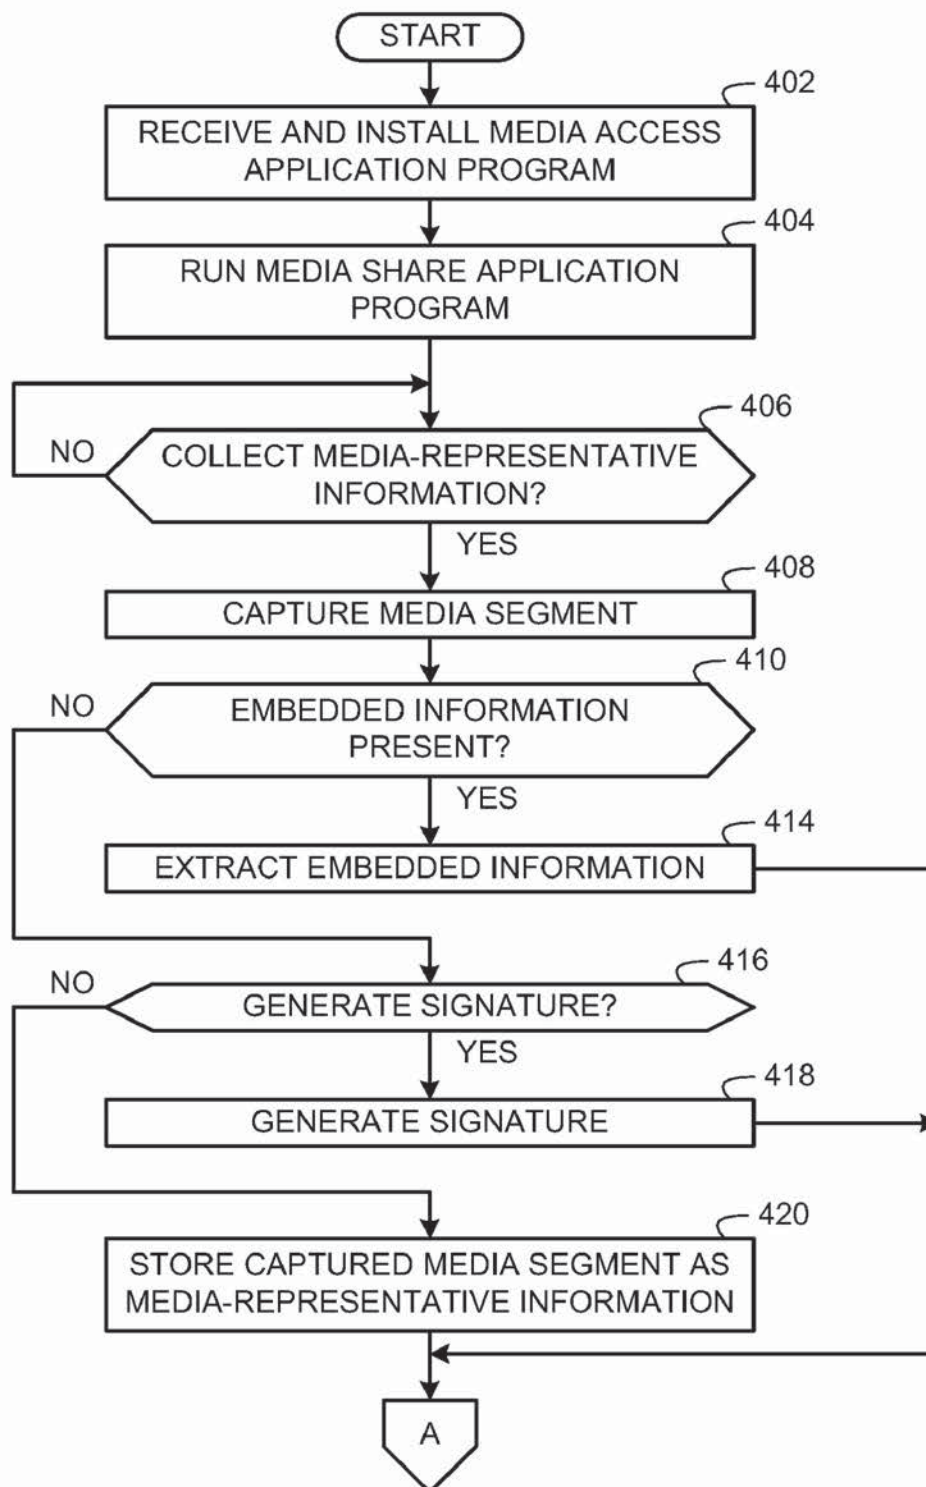 START
402
RECEIVE AND INSTALL MEDIA ACCESS
APPLICATION PROGRAM
404
RUN MEDIA SHARE APPLICATION
PROGRAM
406
NO
COLLECT MEDIA-REPRESENTATIVE
INFORMATION?
YES
408
CAPTURE MEDIA SEGMENT
410
NO
EMBEDDED INFORMATION
PRESENT?
YES
414
EXTRACT EMBEDDED INFORMATION
416
NO
GENERATE SIGNATURE?
YES
418
GENERATE SIGNATURE
420
STORE CAPTURED MEDIA SEGMENT AS
MEDIA-REPRESENTATIVE INFORMATION
A